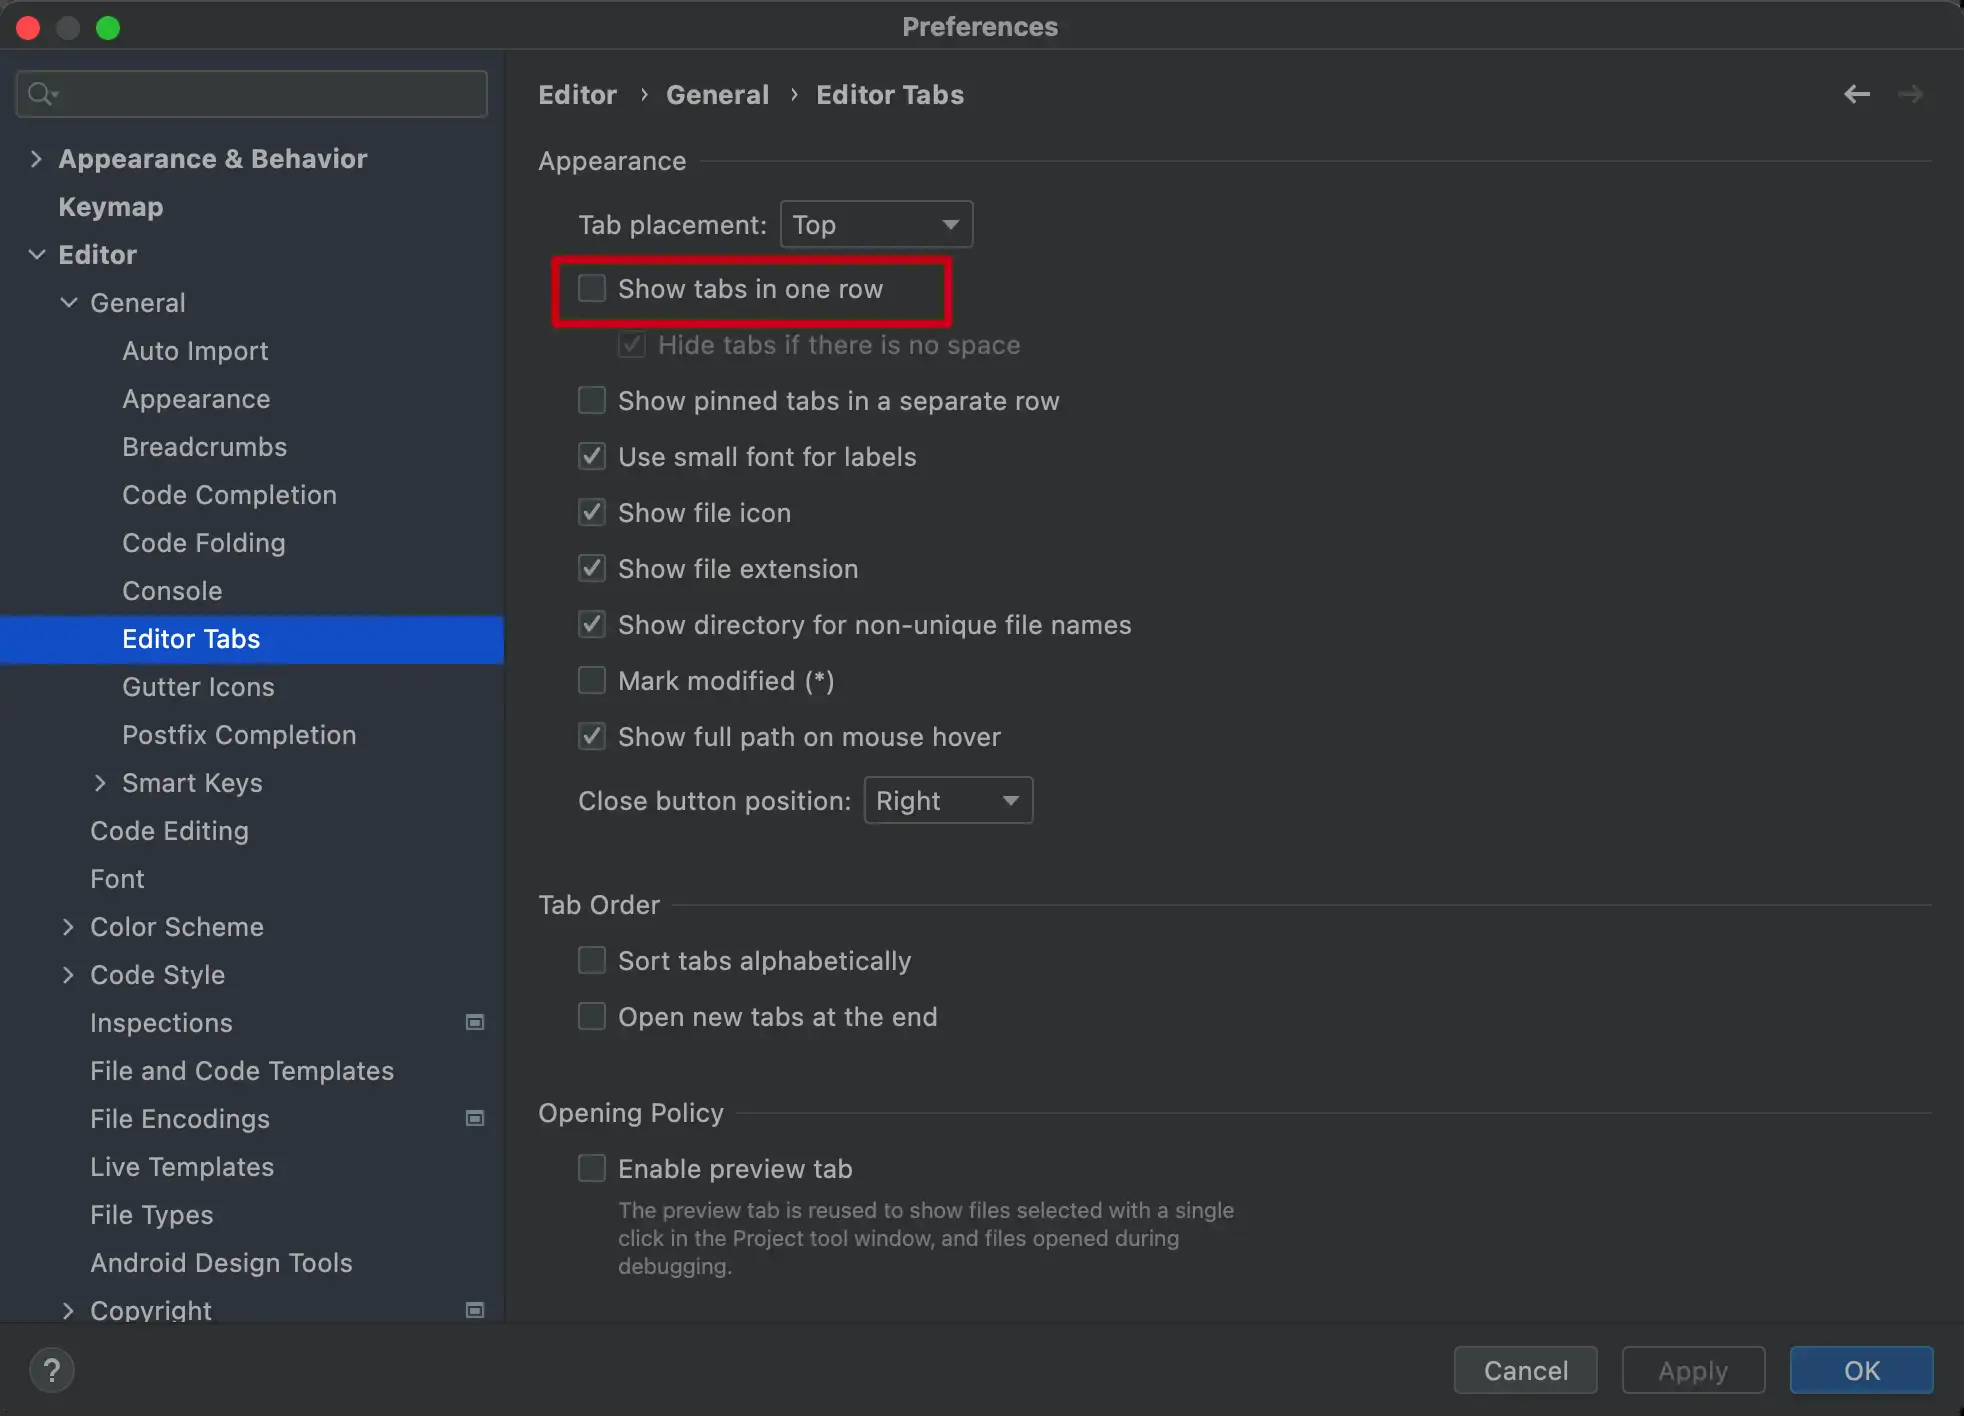 Preferences
Appearance & Behavior
Keymap
Editor
General
Auto Import
Appearance
Breadcrumbs
Code Completion
Code Folding
Console
Editor Tabs
Gutter Icons
Postfix Completion
Smart Keys
Code Editing
Font
Color Scheme
Code Style
Inspections
File and Code Templates
File Encodings
Live Templates
File Types
Android Design Tools
Copyright
Editor › General › Editor Tabs
Appearance
Tab placement: Top
Show tabs in one row
Hide tabs if there is no space
Show pinned tabs in a separate row
Use small font for labels
Show file icon
Show file extension
Show directory for non-unique file names
Mark modified (*)
Show full path on mouse hover
Close button position: Right
Tab Order
Sort tabs alphabetically
Open new tabs at the end
Opening Policy
Enable preview tab
The preview tab is reused to show files selected with a single
click in the Project tool window, and files opened during
debugging.
? Cancel Apply OK